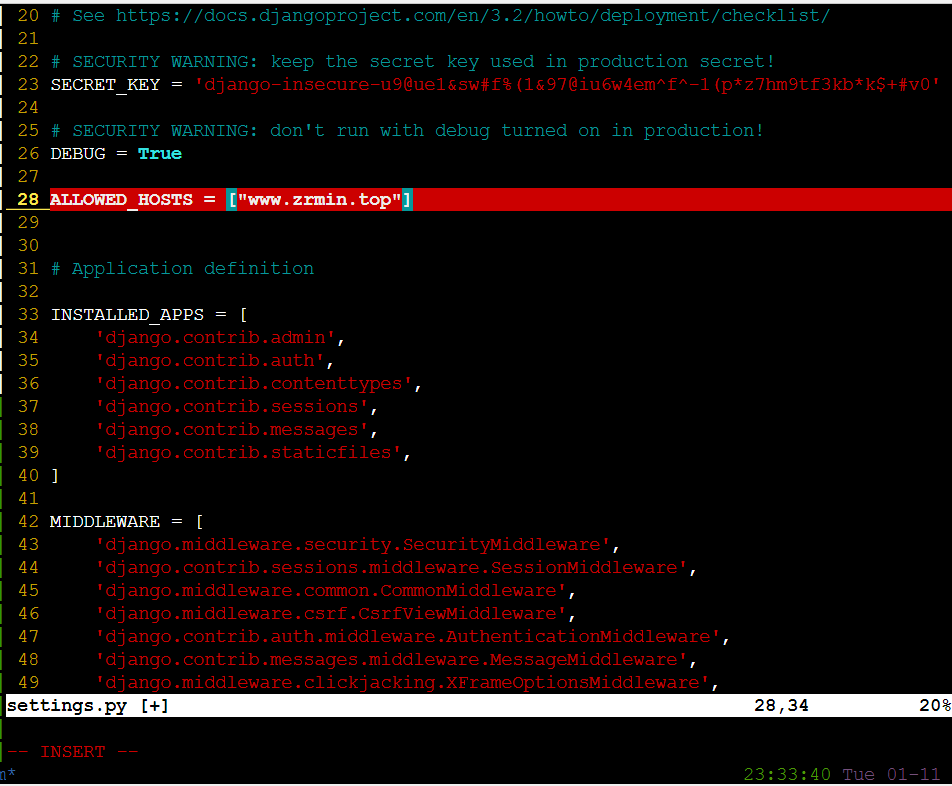 20 # See https://docs.djangoproject.com/en/3.2/howto/deployment/checklist/
21
22 # SECURITY WARNING: keep the secret key used in production secret!
23 SECRET_KEY = 'django-insecure-u9@ue1&sw#f%(1&97@iu6w4em^f^-1(p*z7hm9tf3kb*k$+#v0'
24
25 # SECURITY WARNING: don't run with debug turned on in production!
26 DEBUG = True
27
28 ALLOWED_HOSTS = ["www.zrmin.top"]
29
30
31 # Application definition
32
33 INSTALLED_APPS = [
34     'django.contrib.admin',
35     'django.contrib.auth',
36     'django.contrib.contenttypes',
37     'django.contrib.sessions',
38     'django.contrib.messages',
39     'django.contrib.staticfiles',
40 ]
41
42 MIDDLEWARE = [
43     'django.middleware.security.SecurityMiddleware',
44     'django.contrib.sessions.middleware.SessionMiddleware',
45     'django.middleware.common.CommonMiddleware',
46     'django.middleware.csrf.CsrfViewMiddleware',
47     'django.contrib.auth.middleware.AuthenticationMiddleware',
48     'django.contrib.messages.middleware.MessageMiddleware',
49     'django.middleware.clickjacking.XFrameOptionsMiddleware',
settings.py [+] 28,34 20%
-- INSERT --
n* 23:33:40 Tue 01-11